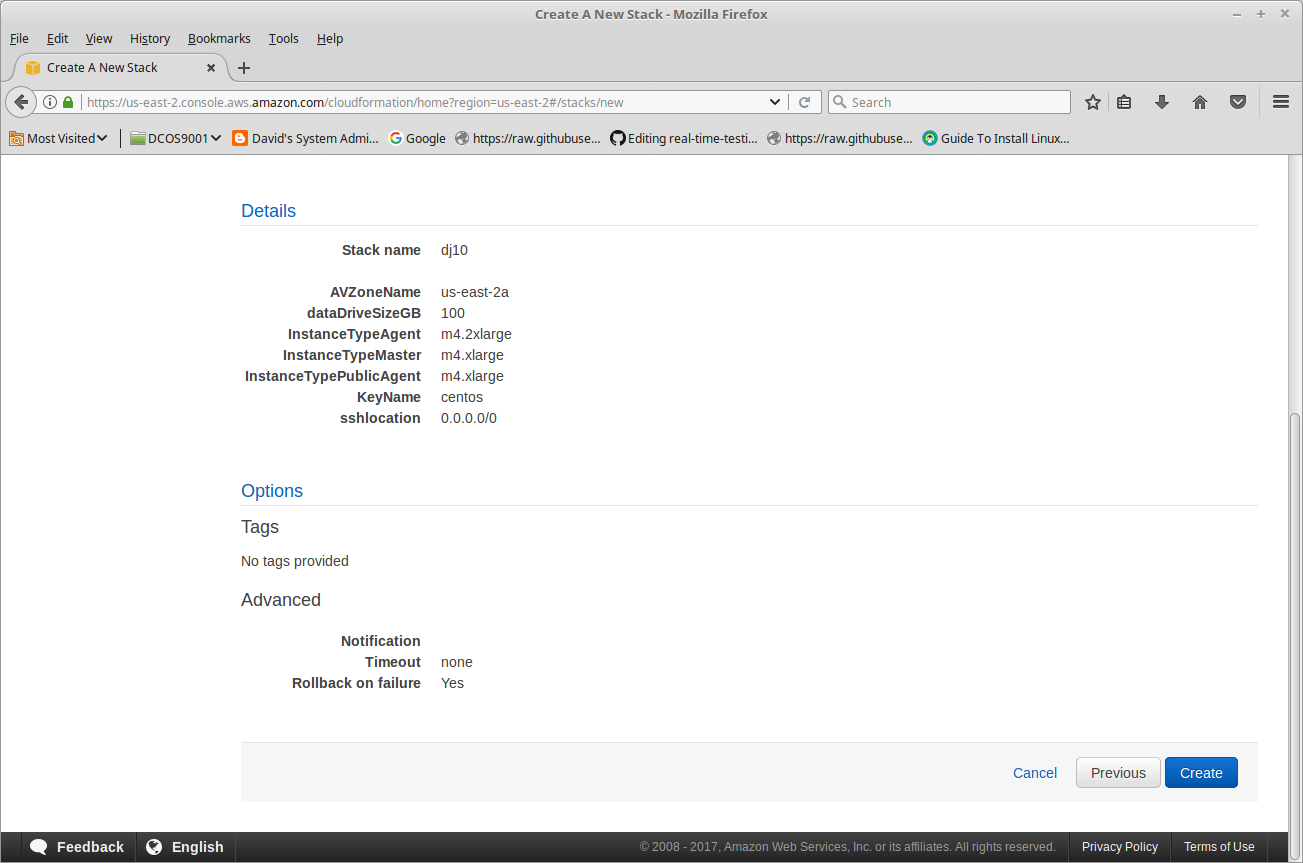 Create A New Stack - Mozilla Firefox
File Edit View History Bookmarks Tools Help
Create A New Stack
https://us-east-2.console.aws.amazon.com/cloudformation/home?region=us-east-2#/stacks/new Search
Most Visited DCOS9001 David's System Admi... Google https://raw.githubuse... Editing real-time-testi... https://raw.githubuse... Guide To Install Linux...
Details
Stack name dj10
AVZoneName us-east-2a
dataDriveSizeGB 100
InstanceTypeAgent m4.2xlarge
InstanceTypeMaster m4.xlarge
InstanceTypePublicAgent m4.xlarge
KeyName centos
sshlocation 0.0.0.0/0
Options
Tags
No tags provided
Advanced
Notification
Timeout none
Rollback on failure Yes
Cancel Previous Create
Feedback English © 2008 - 2017, Amazon Web Services, Inc. or its affiliates. All rights reserved. Privacy Policy Terms of Use